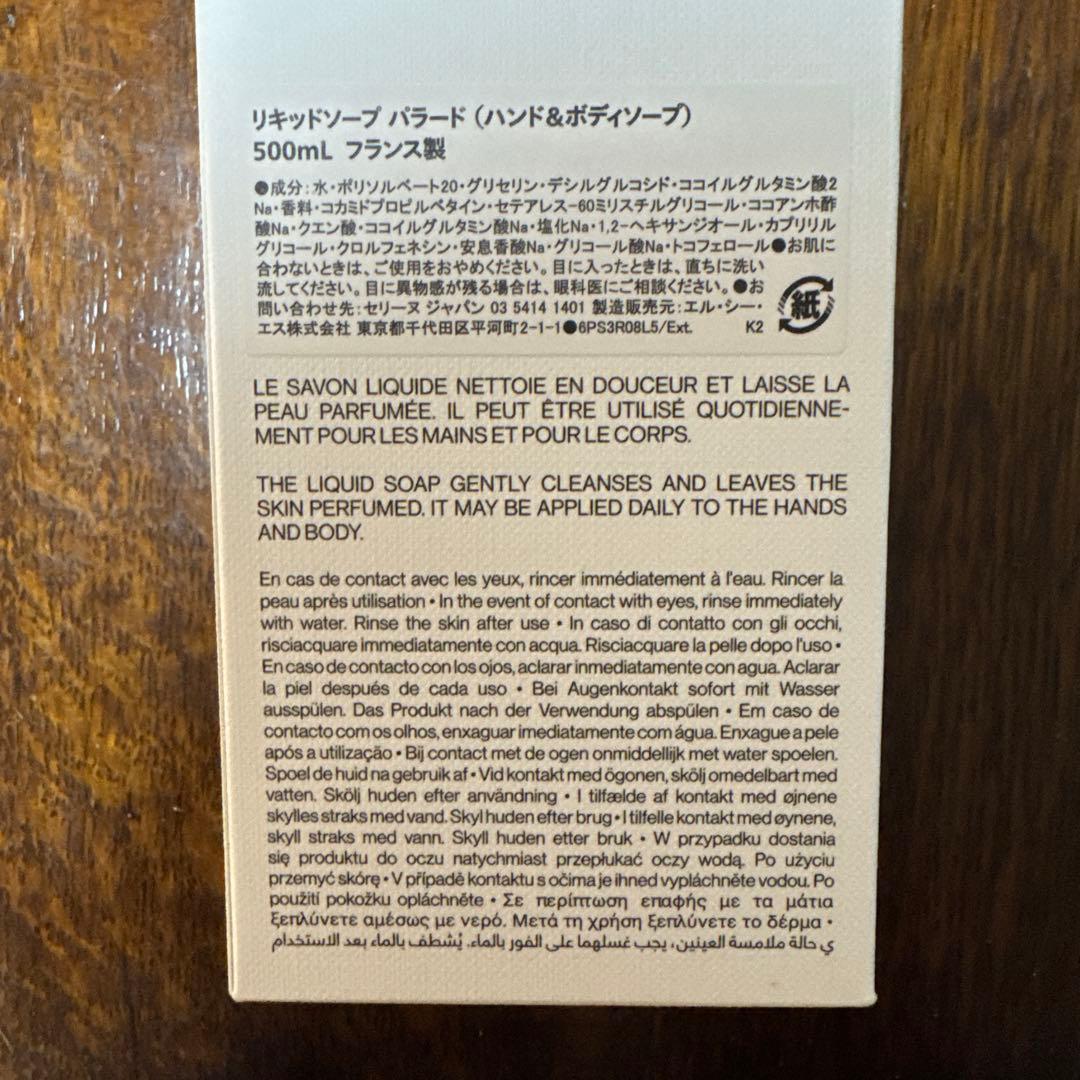 リキッドソープ パラード（ハンド&ボディソープ）
500mL フランス製
●成分：水・ポリソルベート20・グリセリン・デシルグルコシド・ココイルグルタミン酸2
Na・香料・コカミドプロピルベタイン・セテアレス-60ミリスチルグリコール・ココアンホ酢
酸Na・クエン酸・ココイルグルタミン酸Na・塩化Na・1,2-ヘキサンジオール・カプリリル
グリコール・クロルフェネシン・安息香酸Na・グリコール酸Na・トコフェロール●お肌に
合わないときは、ご使用をおやめください。目に入ったときは、直ちに洗い
流してください。目に異物感が残る場合は、眼科医にご相談ください。●お
問い合わせ先：セリーヌ ジャパン 03 5414 1401 製造販売元：エル・シー・
エス株式会社 東京都千代田区平河町2-1-1●6PS3R08L5/Ext. K2
紙
LE SAVON LIQUIDE NETTOIE EN DOUCEUR ET LAISSE LA
PEAU PARFUMÉE. IL PEUT ÊTRE UTILISÉ QUOTIDIENNE-
MENT POUR LES MAINS ET POUR LE CORPS.
THE LIQUID SOAP GENTLY CLEANSES AND LEAVES THE
SKIN PERFUMED. IT MAY BE APPLIED DAILY TO THE HANDS
AND BODY.
En cas de contact avec les yeux, rincer immédiatement à l'eau. Rincer la
peau après utilisation • In the event of contact with eyes, rinse immediately
with water. Rinse the skin after use • In caso di contatto con gli occhi,
risciacquare immediatamente con acqua. Risciacquare la pelle dopo l'uso •
En caso de contacto con los ojos, aclarar inmediatamente con agua. Aclarar
la piel después de cada uso • Bei Augenkontakt sofort mit Wasser
ausspülen. Das Produkt nach der Verwendung abspülen • Em caso de
contacto com os olhos, enxaguar imediatamente com água. Enxague a pele
após a utilização • Bij contact met de ogen onmiddellijk met water spoelen.
Spoel de huid na gebruik af • Vid kontakt med ögonen, skölj omedelbart med
vatten. Skölj huden efter användning • I tilfælde af kontakt med øjnene
skylles straks med vand. Skyl huden efter brug • I tilfelle kontakt med øynene,
skyll straks med vann. Skyll huden etter bruk • W przypadku dostania
się produktu do oczu natychmiast przepłukać oczy wodą. Po użyciu
przemyć skórę • V případě kontaktu s očima je ihned vypláchněte vodou. Po
použití pokožku opláchněte • Σε περίπτωση επαφής με τα μάτια
ξεπλύνετε αμέσως με νερό. Μετά τη χρήση ξεπλύνετε το δέρμα •
ي حالة ملامسة العينين، يجب غسلهما على الفور بالماء. يُشطف بالماء بعد الاستخدام